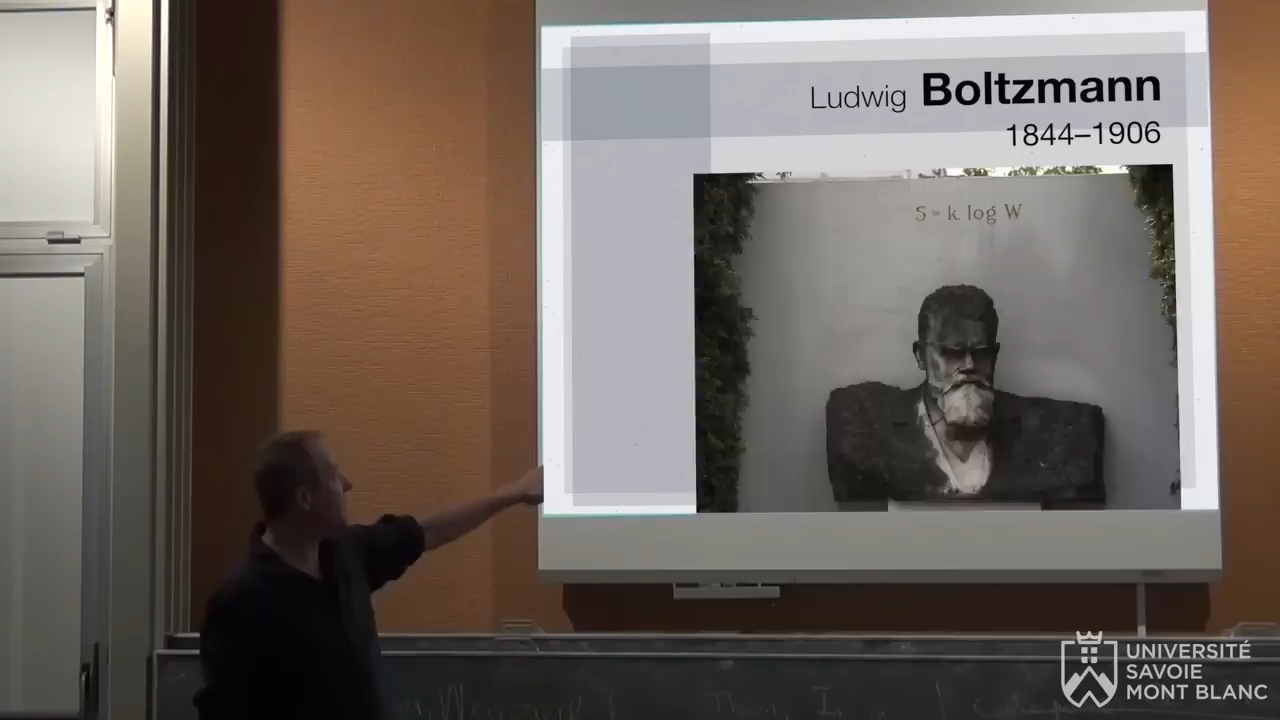 Ludwig Boltzmann
1844–1906
S = k. log W
UNIVERSITÉ
SAVOIE
MONT BLANC